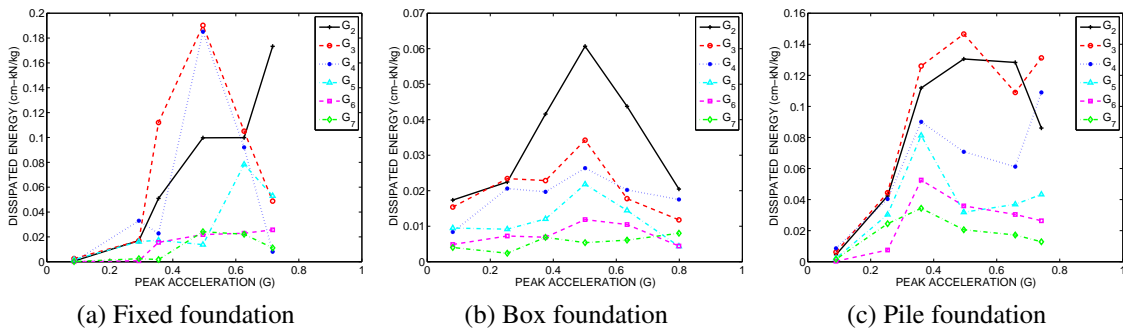 0.2
0.18
0.16
0.14
0.12
0.1
0.08
0.06
0.04
0.02
0
0 0.2 0.4 0.6 0.8 1
DISSIPATED ENERGY (cm−kN/kg)
PEAK ACCELERATION (G)
G2
G3
G4
G5
G6
G7
(a) Fixed foundation
0.07
0.06
0.05
0.04
0.03
0.02
0.01
0
0 0.2 0.4 0.6 0.8 1
DISSIPATED ENERGY (cm−kN/kg)
PEAK ACCELERATION (G)
G2
G3
G4
G5
G6
G7
(b) Box foundation
0.16
0.14
0.12
0.1
0.08
0.06
0.04
0.02
0
0 0.2 0.4 0.6 0.8 1
DISSIPATED ENERGY (cm−kN/kg)
PEAK ACCELERATION (G)
G2
G3
G4
G5
G6
G7
(c) Pile foundation